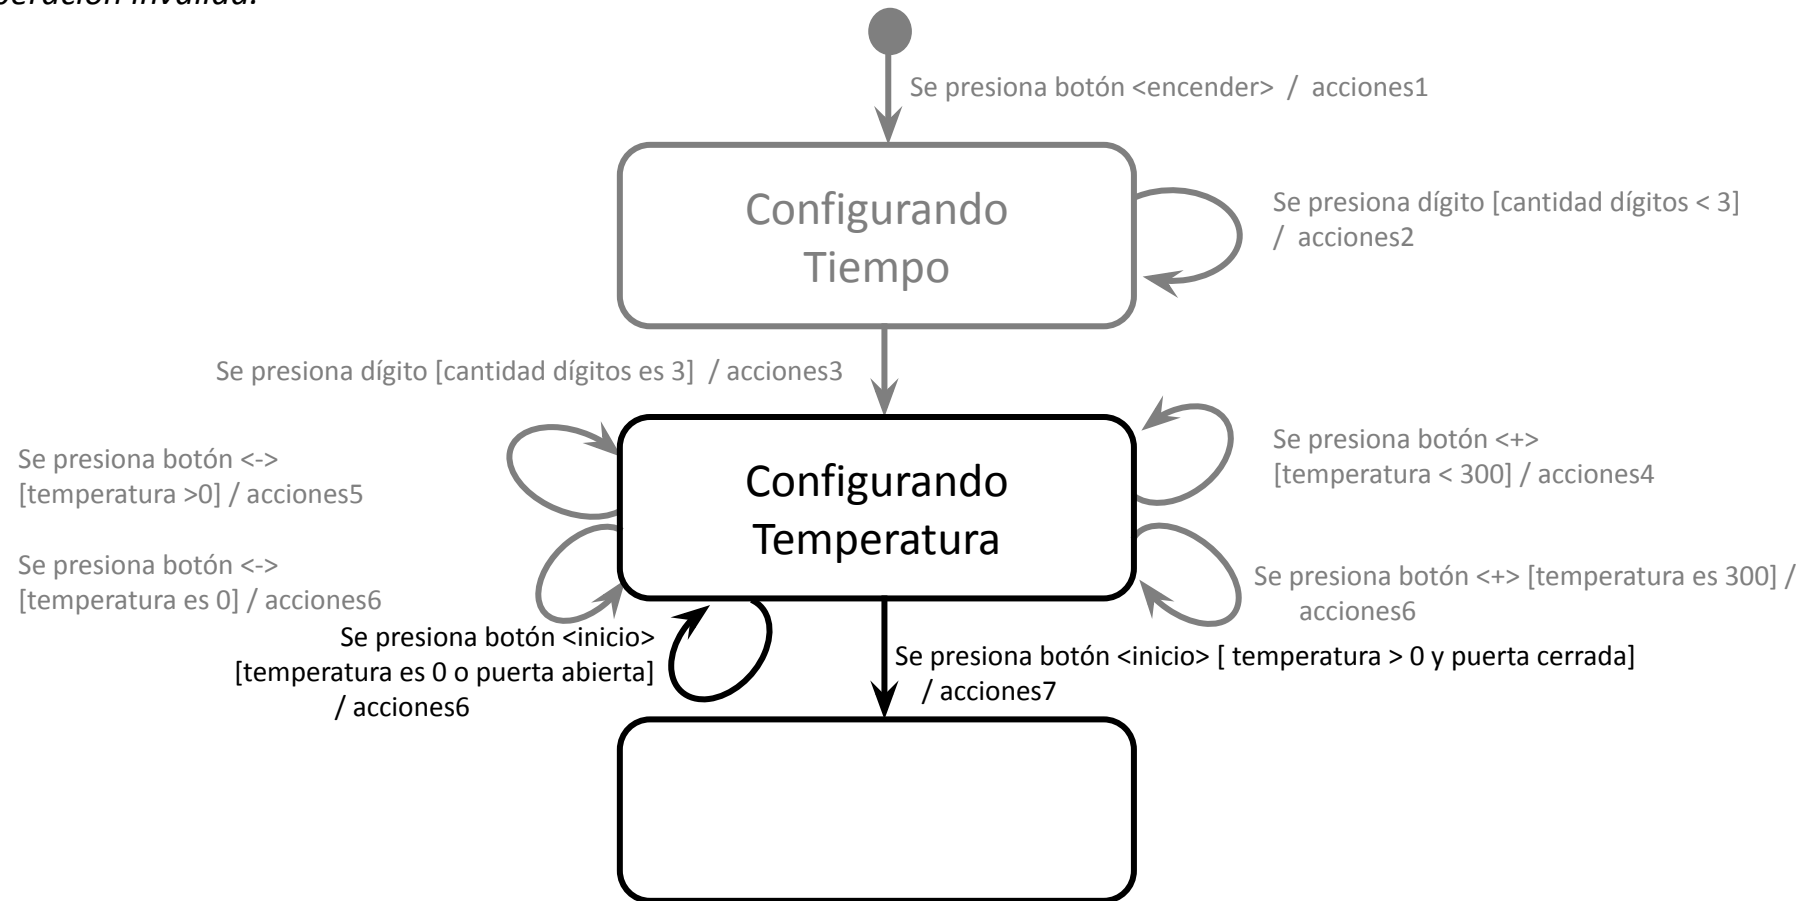 Se presiona botón <encender> / acciones1
Configurando
Tiempo
Se presiona dígito [cantidad dígitos < 3]
/ acciones2
Se presiona dígito [cantidad dígitos es 3] / acciones3
Se presiona botón <->
[temperatura >0] / acciones5
Configurando
Temperatura
Se presiona botón <+>
[temperatura < 300] / acciones4
Se presiona botón <->
[temperatura es 0] / acciones6
Se presiona botón <+> [temperatura es 300] /
acciones6
Se presiona botón <inicio>
[temperatura es 0 o puerta abierta]
/ acciones6
Se presiona botón <inicio> [ temperatura > 0 y puerta cerrada]
/ acciones7